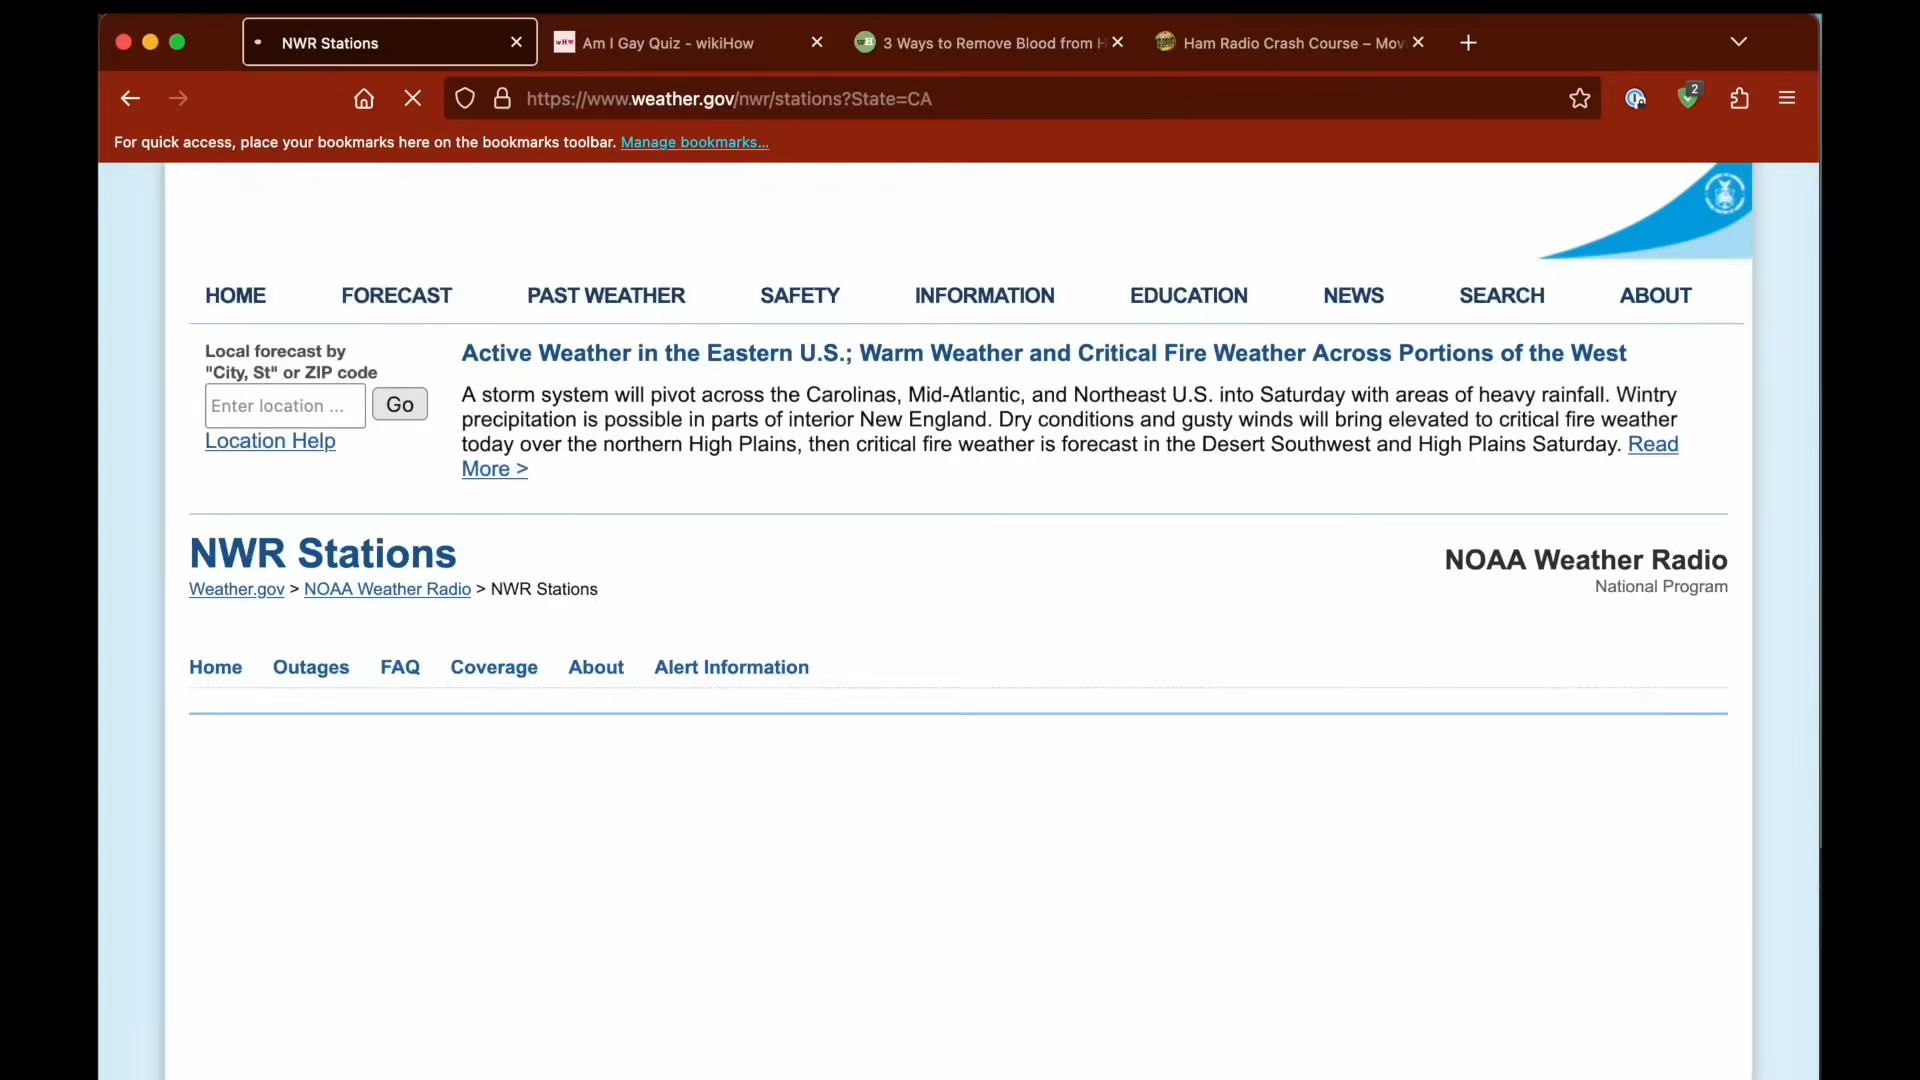 NWR Stations
Am I Gay Quiz - wikiHow
3 Ways to Remove Blood from H
Ham Radio Crash Course – Mov
https://www.weather.gov/nwr/stations?State=CA
2
For quick access, place your bookmarks here on the bookmarks toolbar. Manage bookmarks...
HOME FORECAST PAST WEATHER SAFETY INFORMATION EDUCATION NEWS SEARCH ABOUT
Local forecast by
"City, St" or ZIP code
Enter location ...
Go
Location Help
Active Weather in the Eastern U.S.; Warm Weather and Critical Fire Weather Across Portions of the West
A storm system will pivot across the Carolinas, Mid-Atlantic, and Northeast U.S. into Saturday with areas of heavy rainfall. Wintry
precipitation is possible in parts of interior New England. Dry conditions and gusty winds will bring elevated to critical fire weather
today over the northern High Plains, then critical fire weather is forecast in the Desert Southwest and High Plains Saturday. Read
More >
NWR Stations
Weather.gov > NOAA Weather Radio > NWR Stations
NOAA Weather Radio
National Program
Home Outages FAQ Coverage About Alert Information